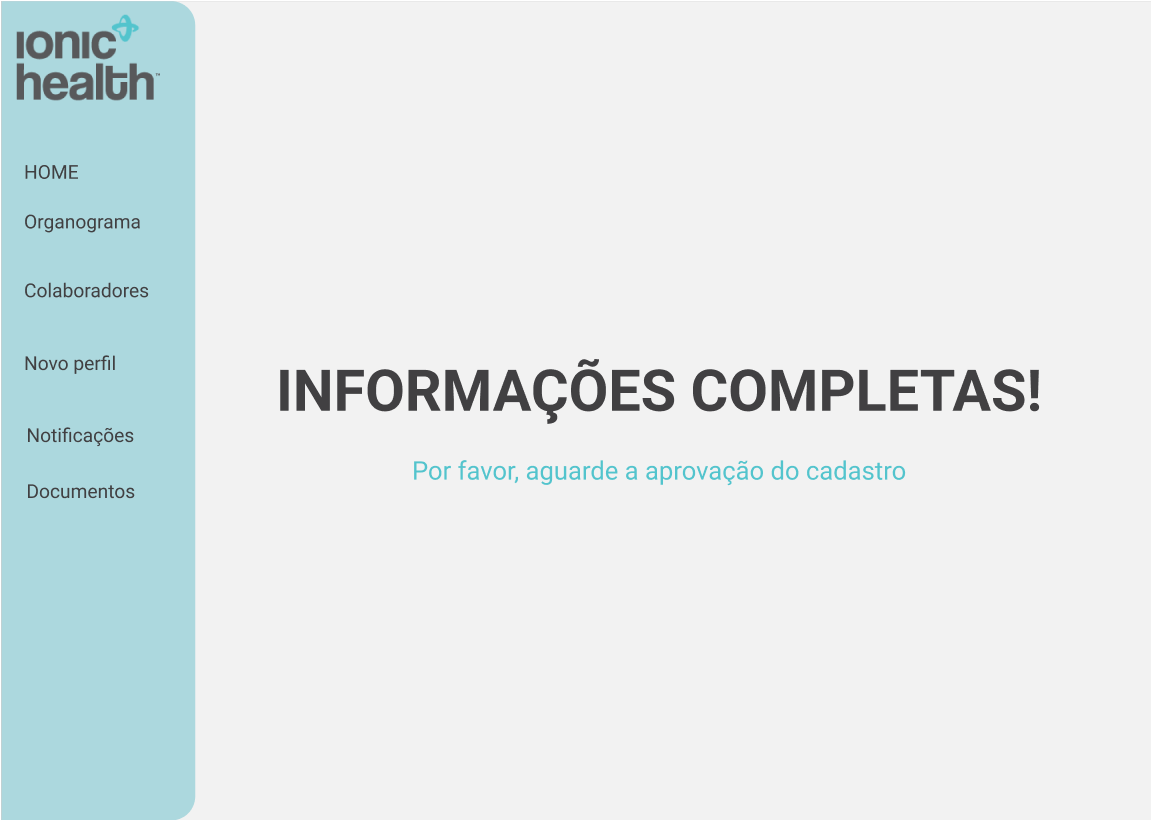 ionic
health™
HOME
Organograma
Colaboradores
Novo perfil
Notificações
Documentos
INFORMAÇÕES COMPLETAS!
Por favor, aguarde a aprovação do cadastro